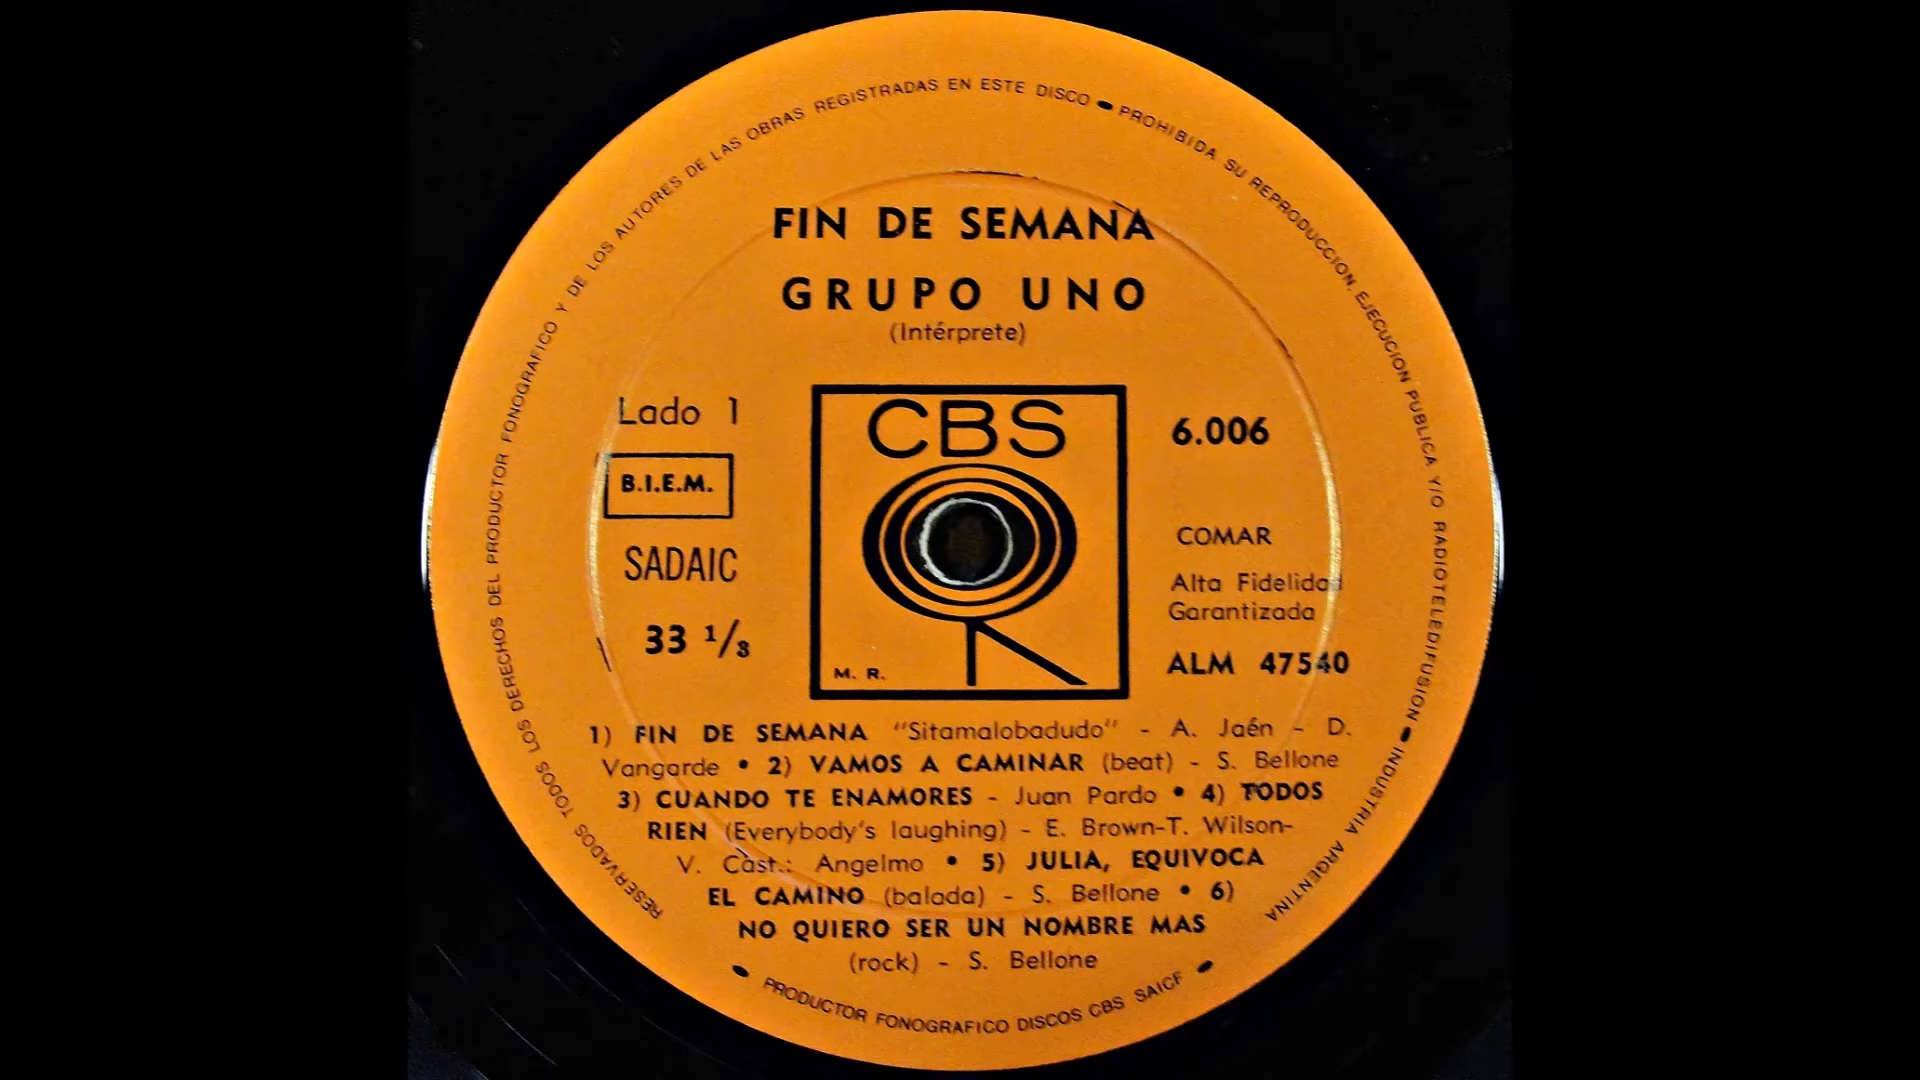 RESERVADOS TODOS LOS DERECHOS DEL PRODUCTOR FONOGRAFICO Y DE LOS AUTORES DE LAS OBRAS REGISTRADAS EN ESTE DISCO • PROHIBIDA SU REPRODUCCION, EJECUCION PUBLICA Y/O RADIOTELEDIFUSION • INDUSTRIA ARGENTINA
FIN DE SEMANA
GRUPO UNO
(Intérprete)
Lado 1
B.I.E.M.
SADAIC
33 1/3
CBS
M. R.
6.006
COMAR
Alta Fidelidad
Garantizada
ALM 47540
1) FIN DE SEMANA "Sitamalobadudo" - A. Jaén - D.
Vangarde • 2) VAMOS A CAMINAR (beat) - S. Bellone
3) CUANDO TE ENAMORES - Juan Pardo • 4) TODOS
RIEN (Everybody's laughing) - E. Brown-T. Wilson-
V. Cast.: Angelmo • 5) JULIA, EQUIVOCA
EL CAMINO (balada) - S. Bellone • 6)
NO QUIERO SER UN NOMBRE MAS
(rock) - S. Bellone
• PRODUCTOR FONOGRAFICO DISCOS CBS SAICF •